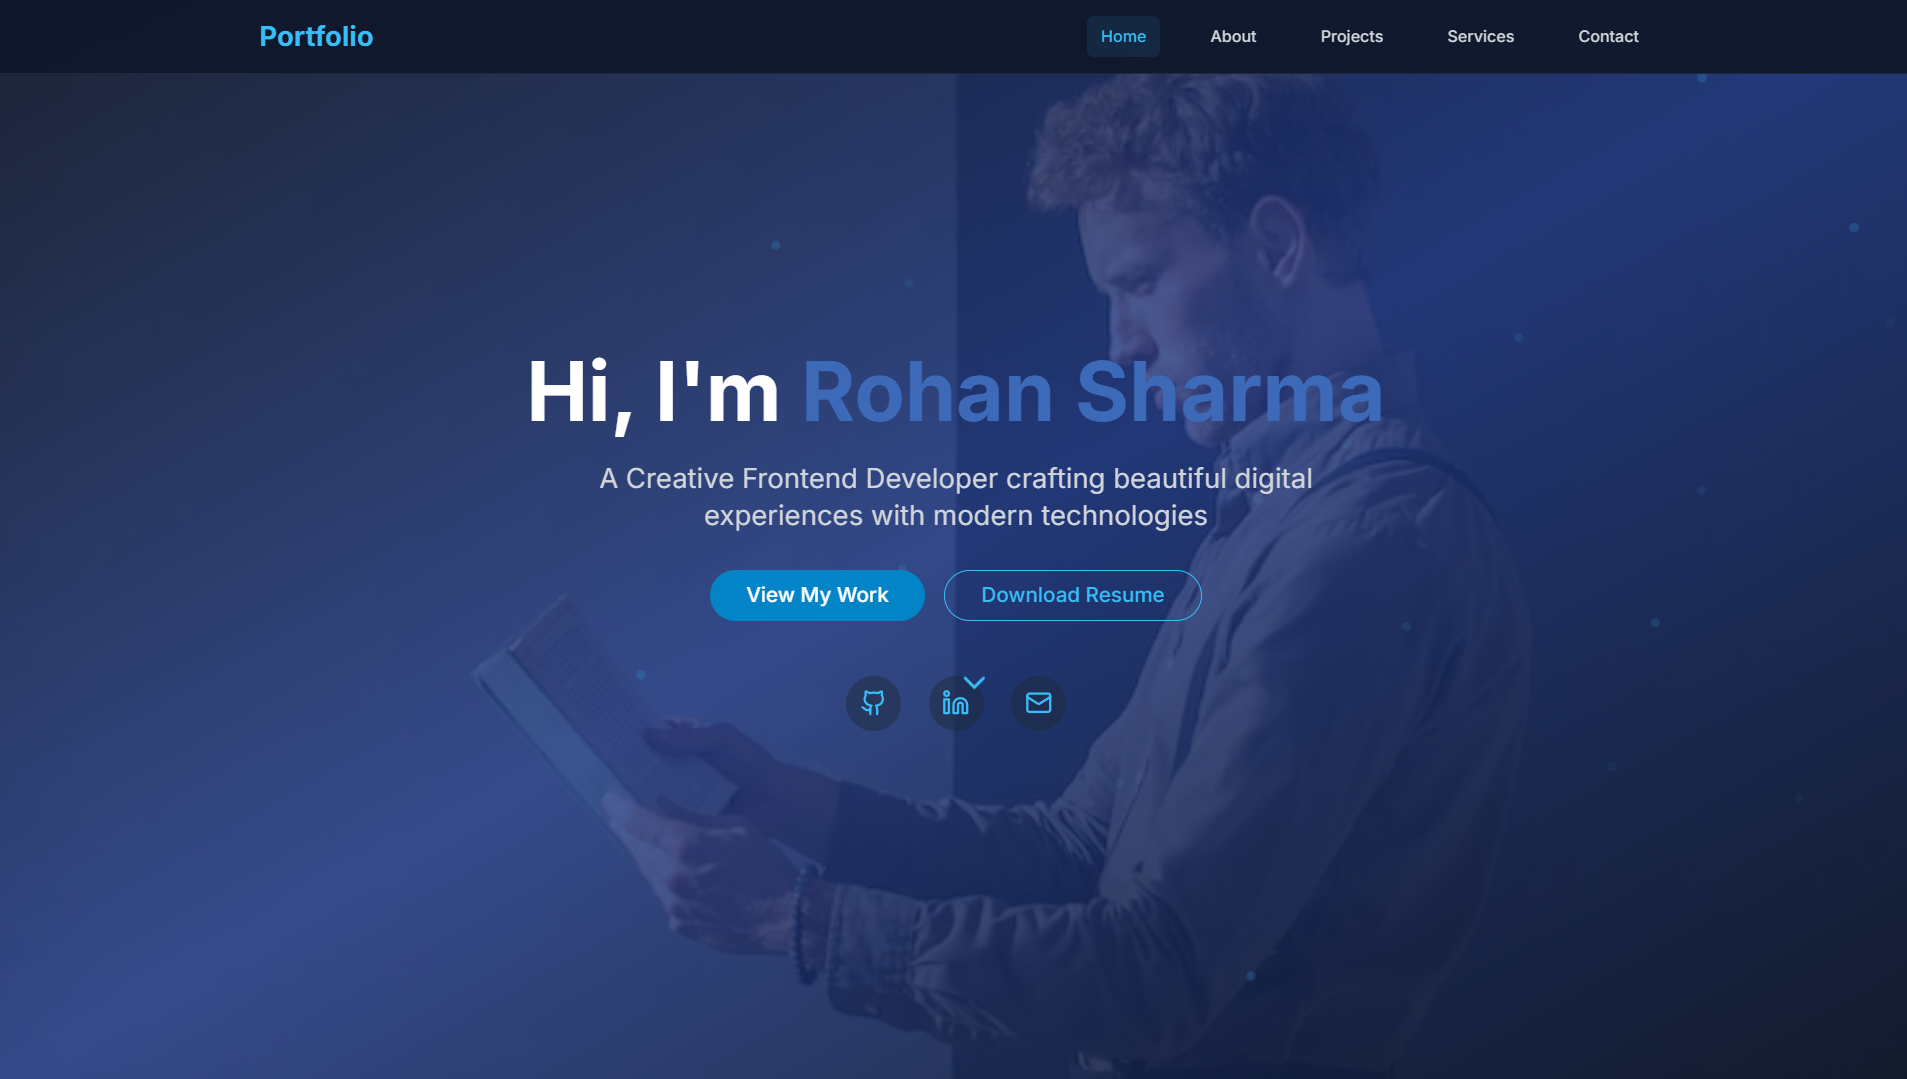 Portfolio
Home About Projects Services Contact
Hi, I'm Rohan Sharma
A Creative Frontend Developer crafting beautiful digital
experiences with modern technologies
View My Work Download Resume